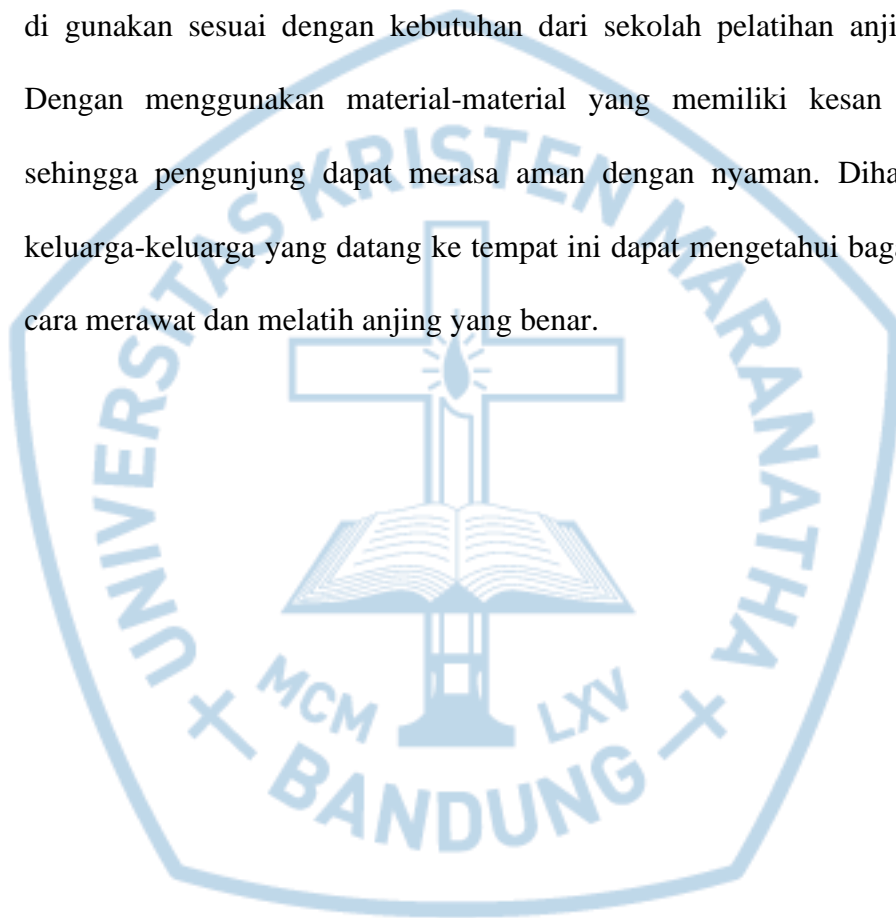 di gunakan sesuai dengan kebutuhan dari sekolah pelatihan anji
Dengan menggunakan material-material yang memiliki kesan
sehingga pengunjung dapat merasa aman dengan nyaman. Diha
keluarga-keluarga yang datang ke tempat ini dapat mengetahui baga
cara merawat dan melatih anjing yang benar.
UNIVERSITAS KRISTEN MARANATHA
MCM LXV
BANDUNG